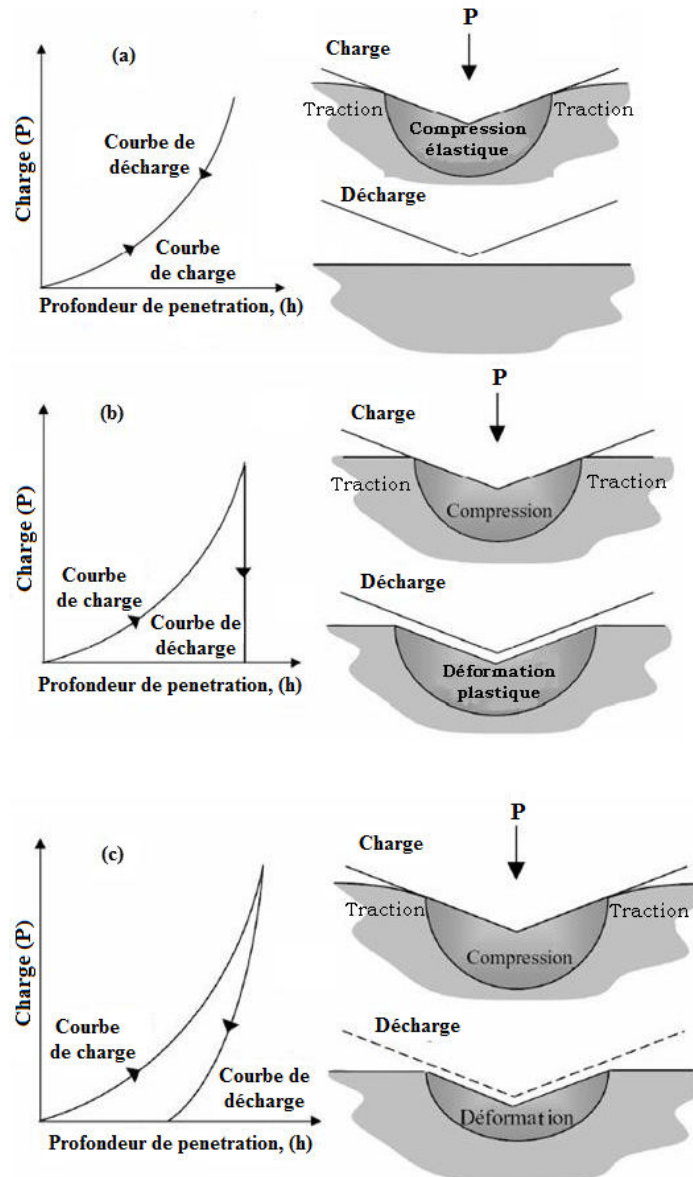 (a)
Charge (P)
Courbe de
décharge
Courbe
de charge
Profondeur de penetration, (h)
P
Charge
Traction
Traction
Compression
élastique
Décharge
(b)
Charge (P)
Courbe
de charge
Courbe de
décharge
Profondeur de penetration, (h)
P
Charge
Traction
Traction
Compression
Décharge
Déformation
plastique
(c)
Charge (P)
Courbe
de charge
Courbe de
décharge
Profondeur de penetration, (h)
P
Charge
Traction
Traction
Compression
Décharge
Déformation